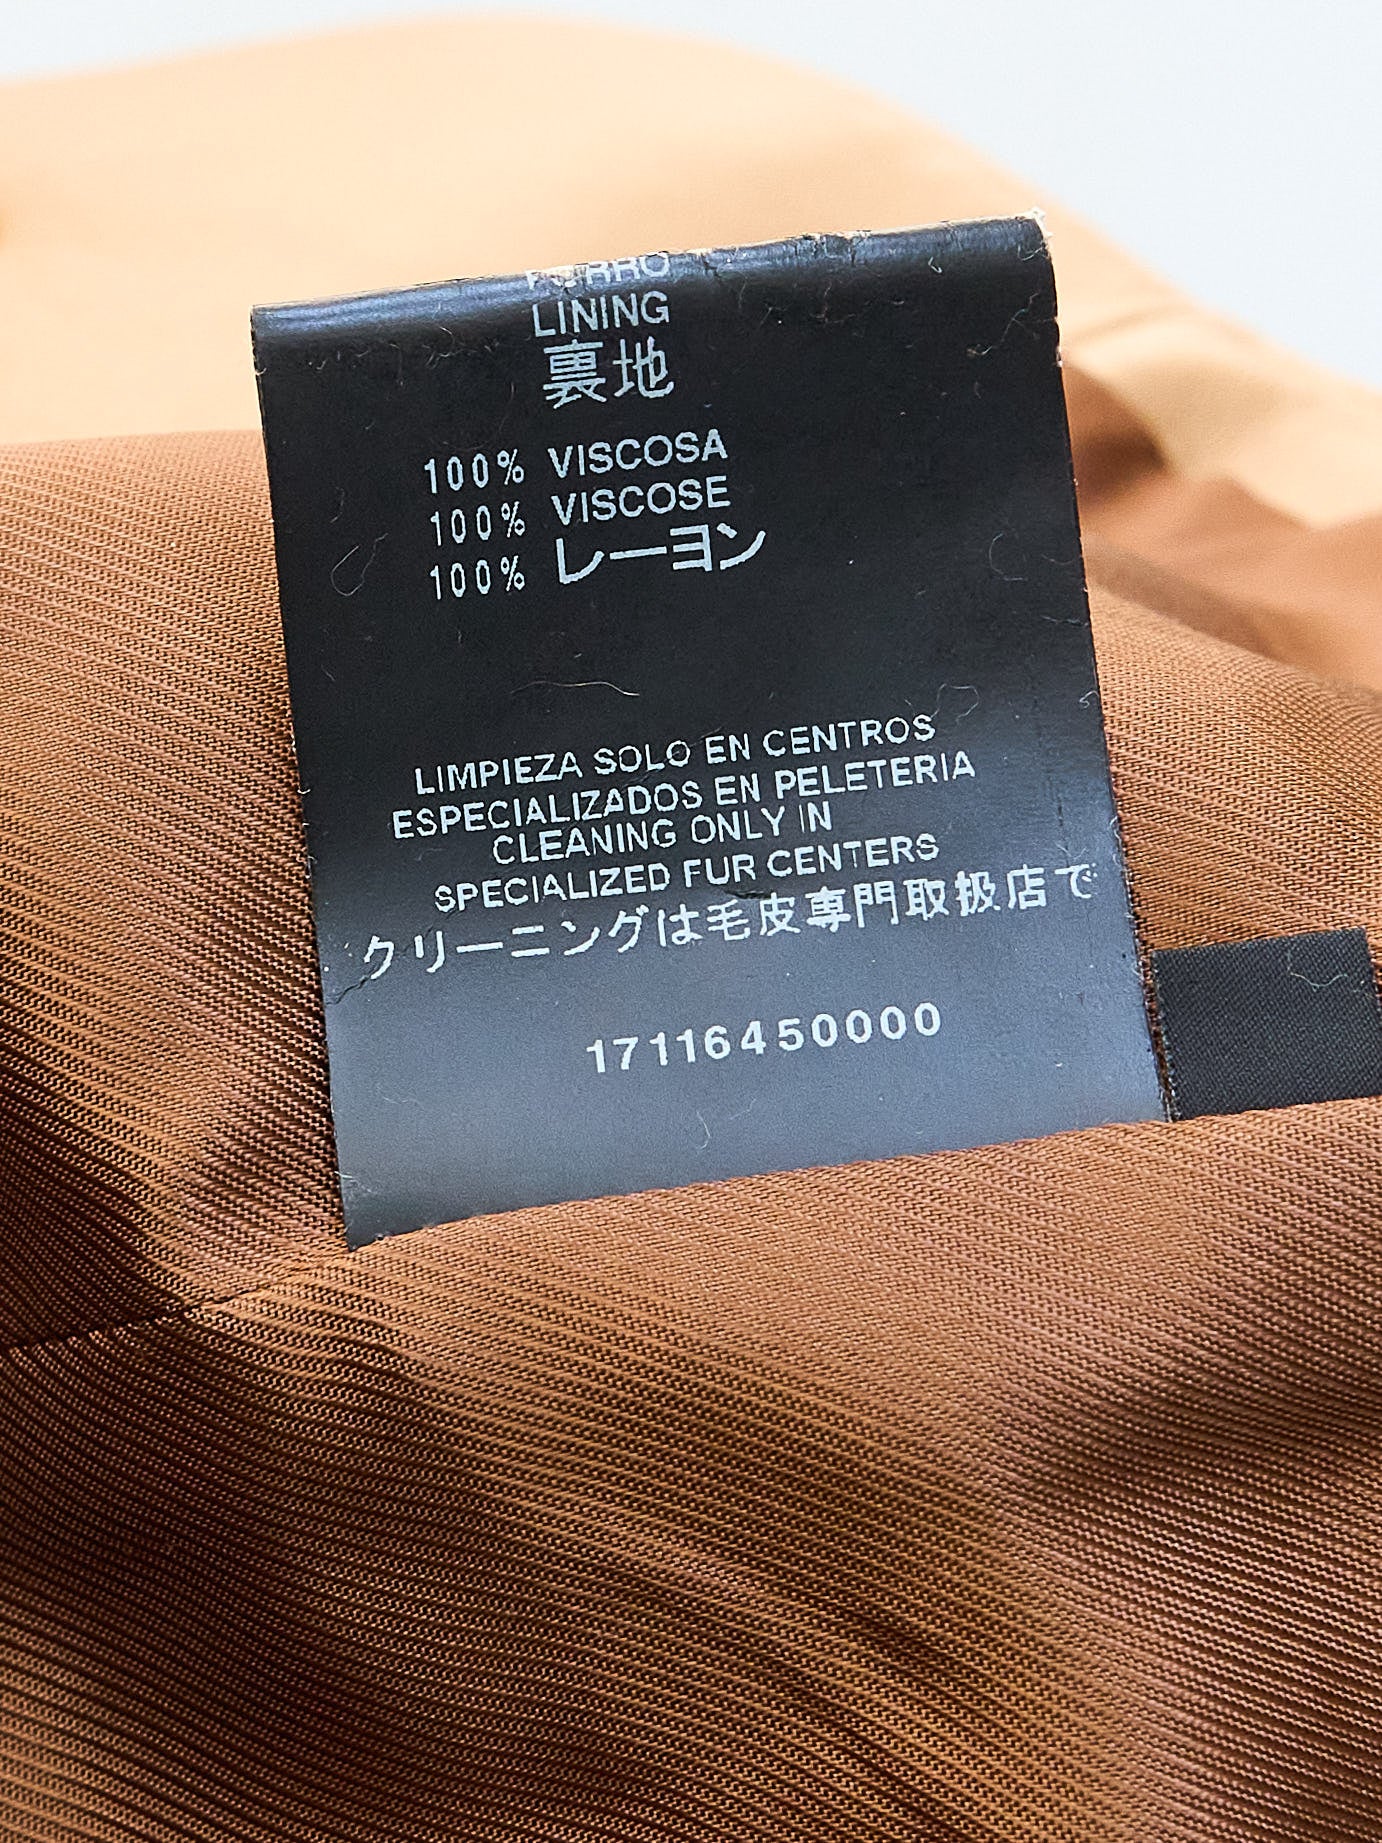 FORRO
LINING
裏地
100% VISCOSA
100% VISCOSE
100% レーヨン
LIMPIEZA SOLO EN CENTROS
ESPECIALIZADOS EN PELETERIA
CLEANING ONLY IN
SPECIALIZED FUR CENTERS
クリーニングは毛皮専門取扱店で
17116450000